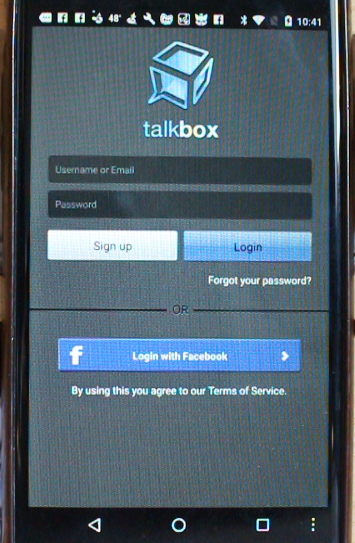 48° 10:41
talkbox
Username or Email
Password
Sign up Login
Forgot your password?
OR
f Login with Facebook
By using this you agree to our Terms of Service.